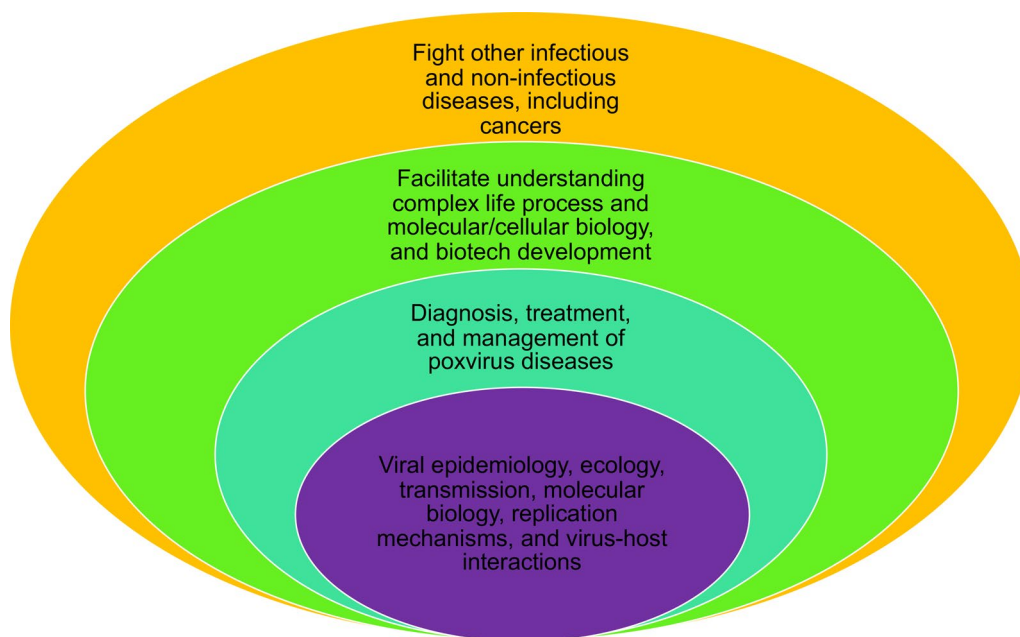 Fight other infectious
and non-infectious
diseases, including
cancers
Facilitate understanding
complex life process and
molecular/cellular biology,
and biotech development
Diagnosis, treatment,
and management of
poxvirus diseases
Viral epidemiology, ecology,
transmission, molecular
biology, replication
mechanisms, and virus-host
interactions